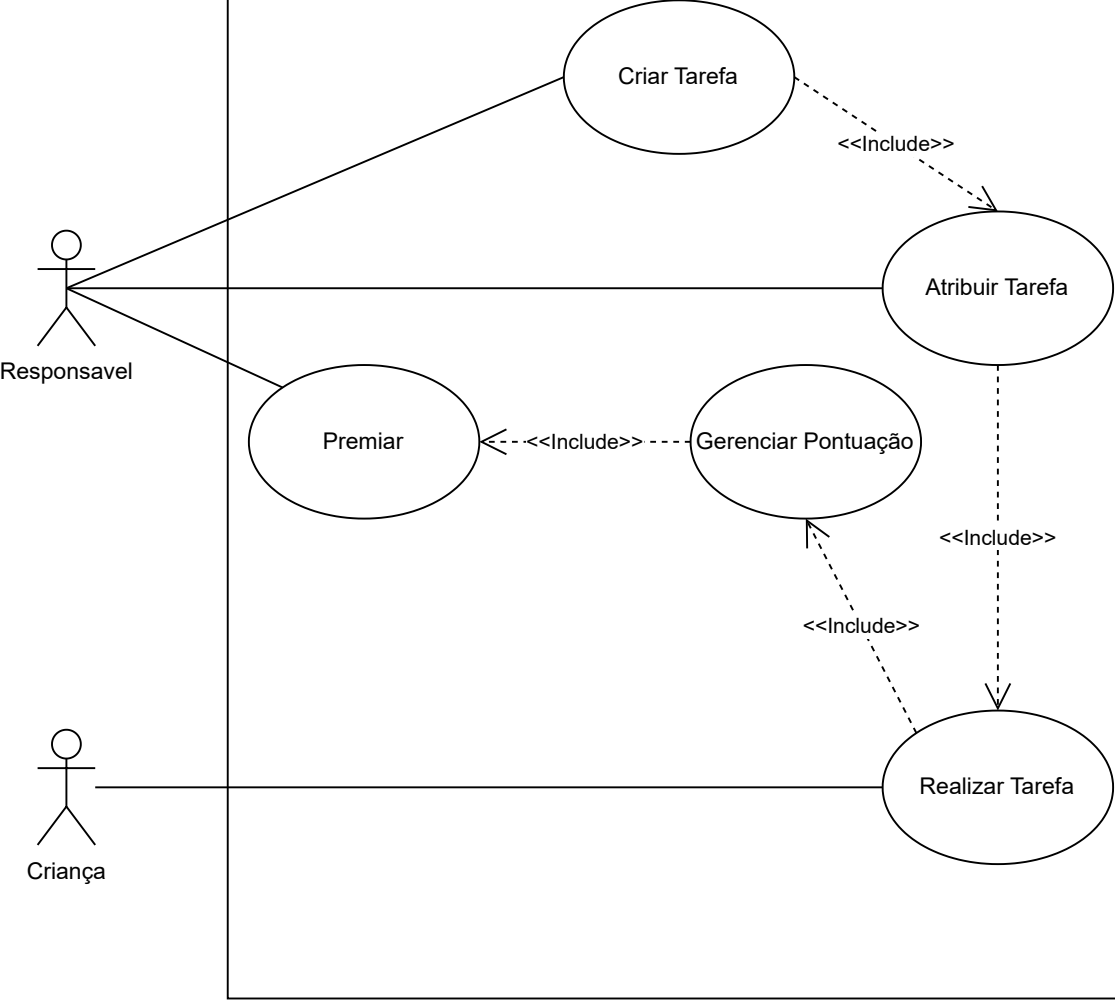 Criar Tarefa
<<Include>>
Atribuir Tarefa
Responsavel
Premiar
<<Include>>
Gerenciar Pontuação
<<Include>>
<<Include>>
Realizar Tarefa
Criança